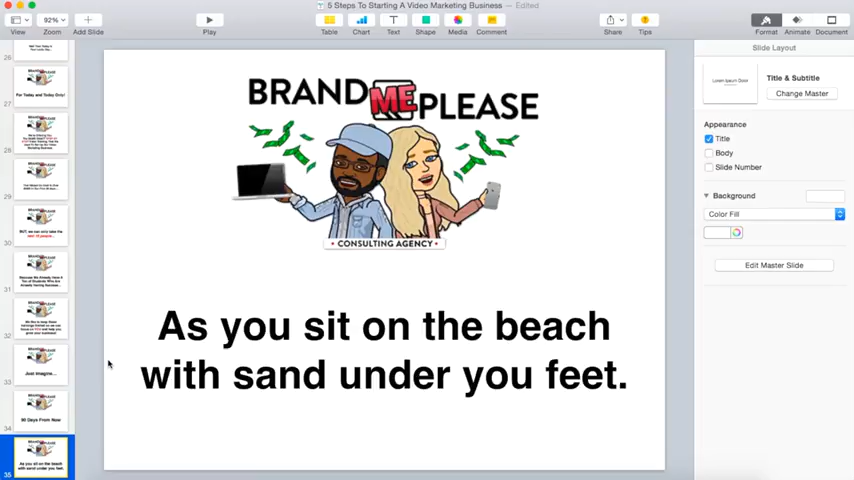 5 Steps To Starting A Video Marketing Business — Edited
92%
View
Zoom
Add Slide
Play
Table
Chart
Text
Shape
Media
Comment
Share
Tips
Format
Animate
Document
26
27
For Today and Today Only!
28
29
30
31
32
33
Just Imagine...
34
90 Days From Now
35
As you sit on the beach
with sand under you feet.
BRAND ME PLEASE
CONSULTING AGENCY
As you sit on the beach
with sand under you feet.
Slide Layout
Title & Subtitle
Change Master
Appearance
Title
Body
Slide Number
Background
Color Fill
Edit Master Slide